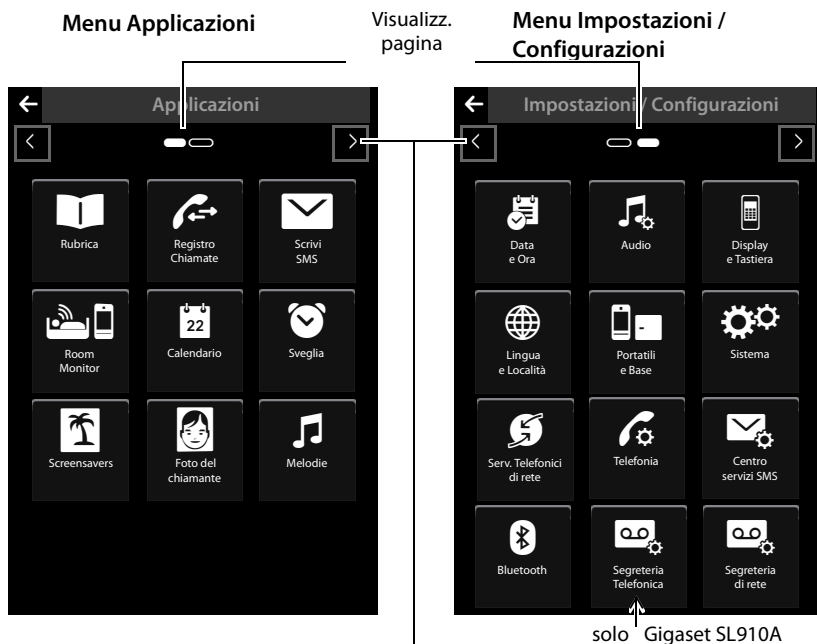 Menu Applicazioni
Visualizz.
pagina
Menu Impostazioni /
Configurazioni
Applicazioni
Rubrica
Registro
Chiamate
Scrivi
SMS
Room
Monitor
22
Calendario
Sveglia
Screensavers
Foto del
chiamante
Melodie
Impostazioni / Configurazioni
Data
e Ora
Audio
Display
e Tastiera
Lingua
e Località
Portatili
e Base
Sistema
Serv. Telefonici
di rete
Telefonia
Centro
servizi SMS
Bluetooth
Segreteria
Telefonica
Segreteria
di rete
solo Gigaset SL910A